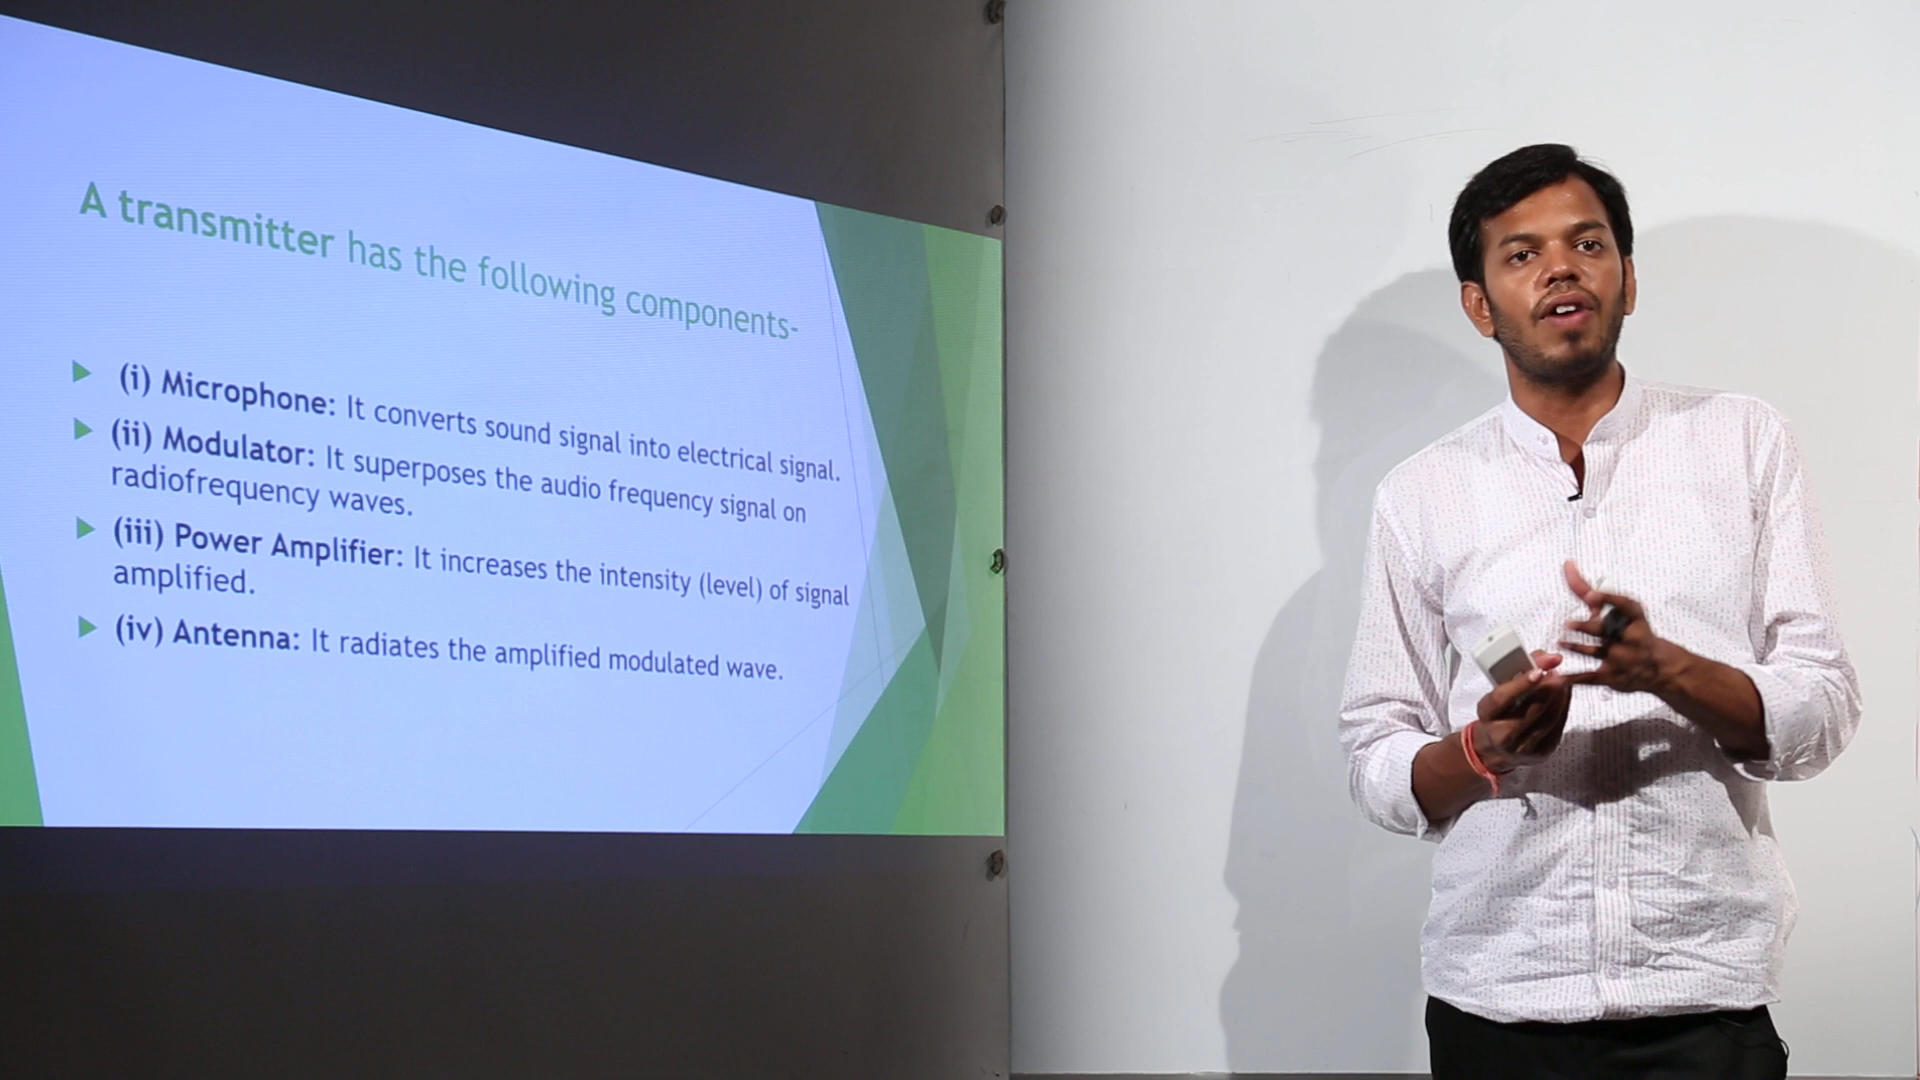 A transmitter has the following components-
(i) Microphone: It converts sound signal into electrical signal.
(ii) Modulator: It superposes the audio frequency signal on
radiofrequency waves.
(iii) Power Amplifier: It increases the intensity (level) of signal
amplified.
(iv) Antenna: It radiates the amplified modulated wave.